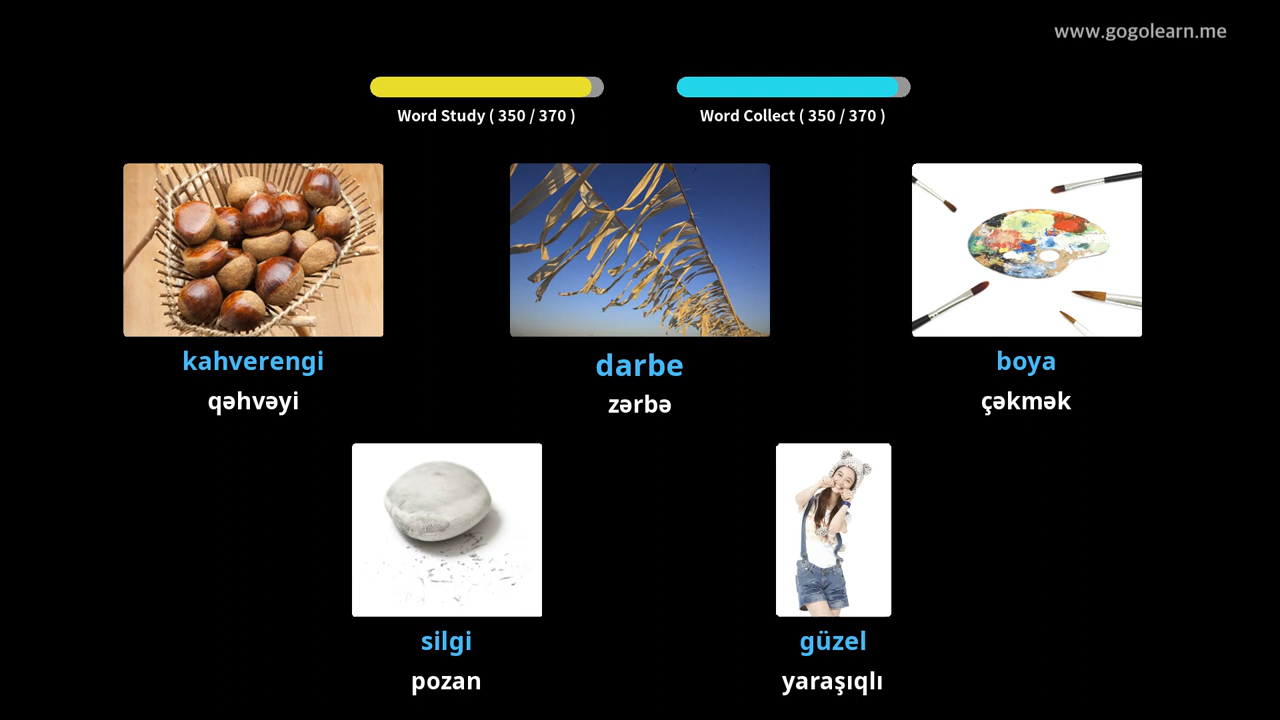 www.gogolearn.me
Word Study ( 350 / 370 )
Word Collect ( 350 / 370 )
kahverengi
qəhvəyi
darbe
zərbə
boya
çəkmək
silgi
pozan
güzel
yaraşıqlı